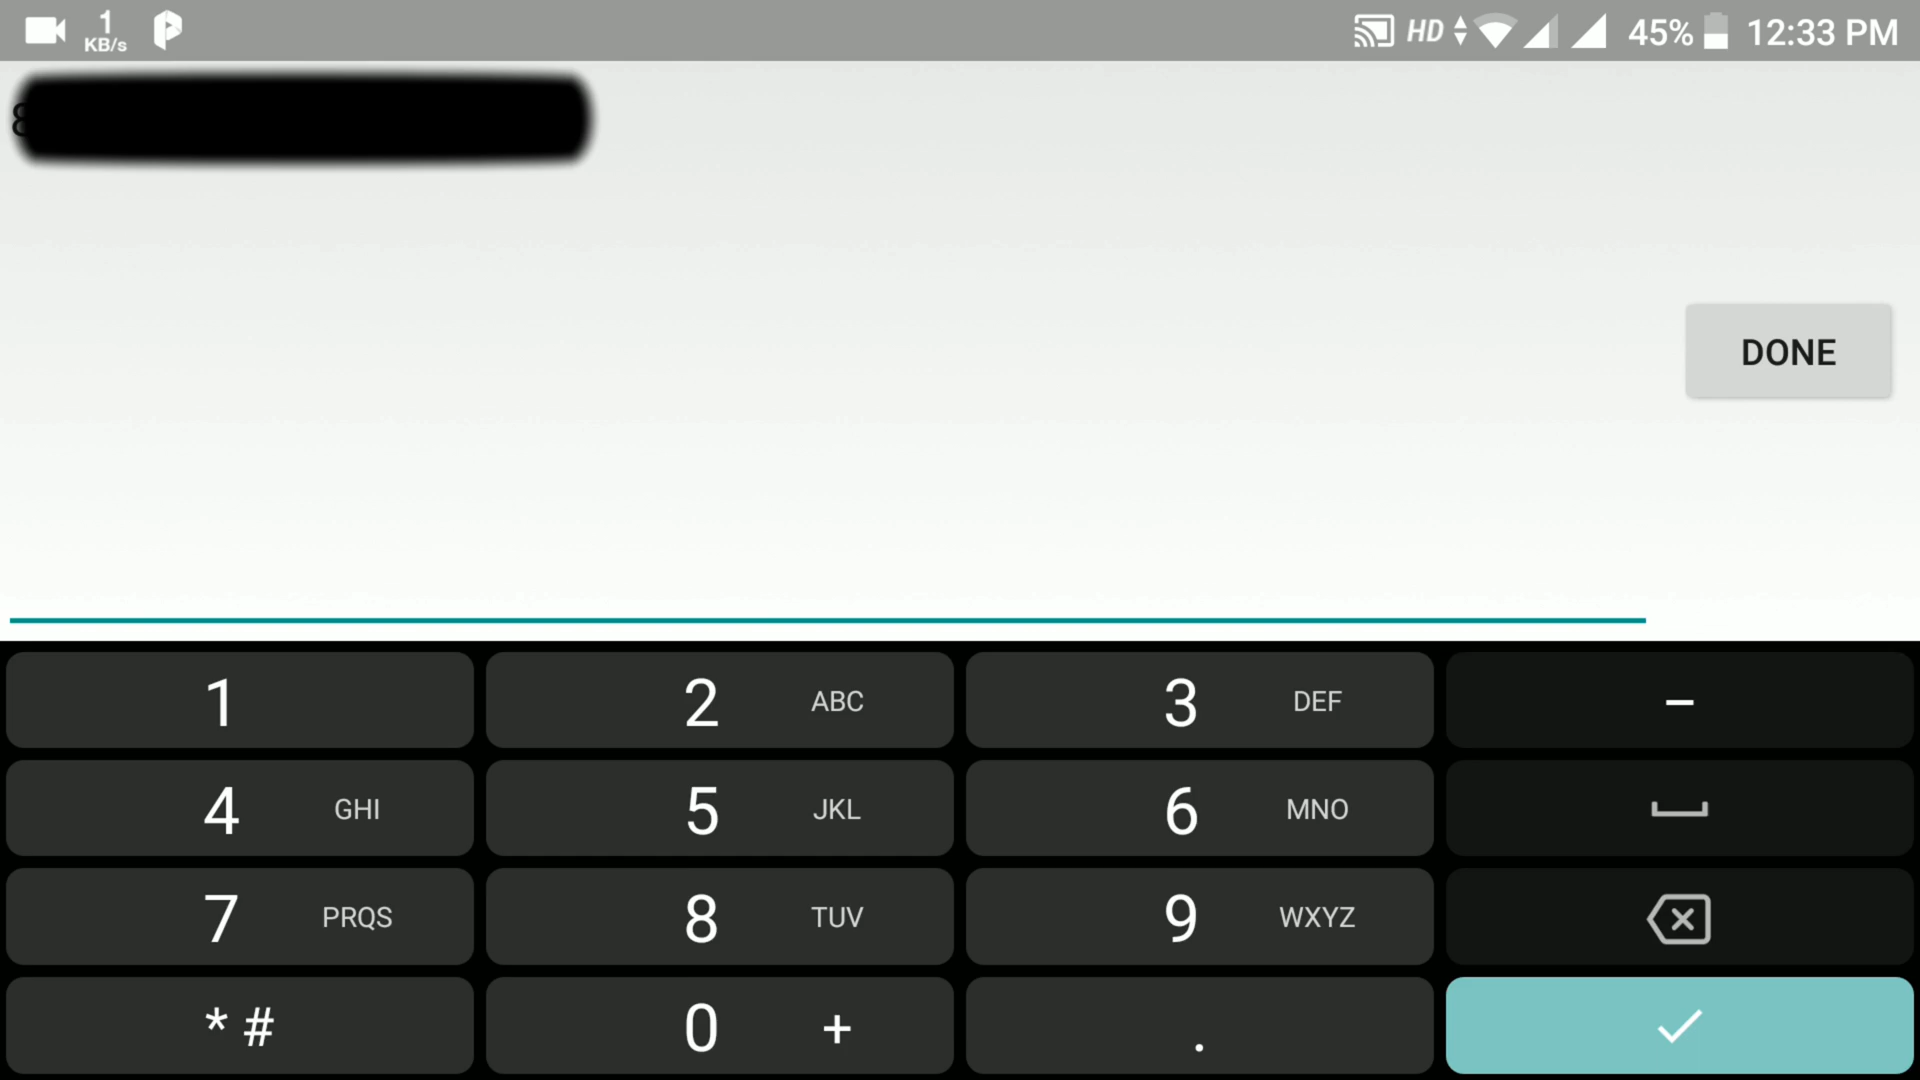 1 KB/s HD 45% 12:33 PM
8
DONE
1 2 ABC 3 DEF –
4 GHI 5 JKL 6 MNO
7 PRQS 8 TUV 9 WXYZ
* # 0 + .